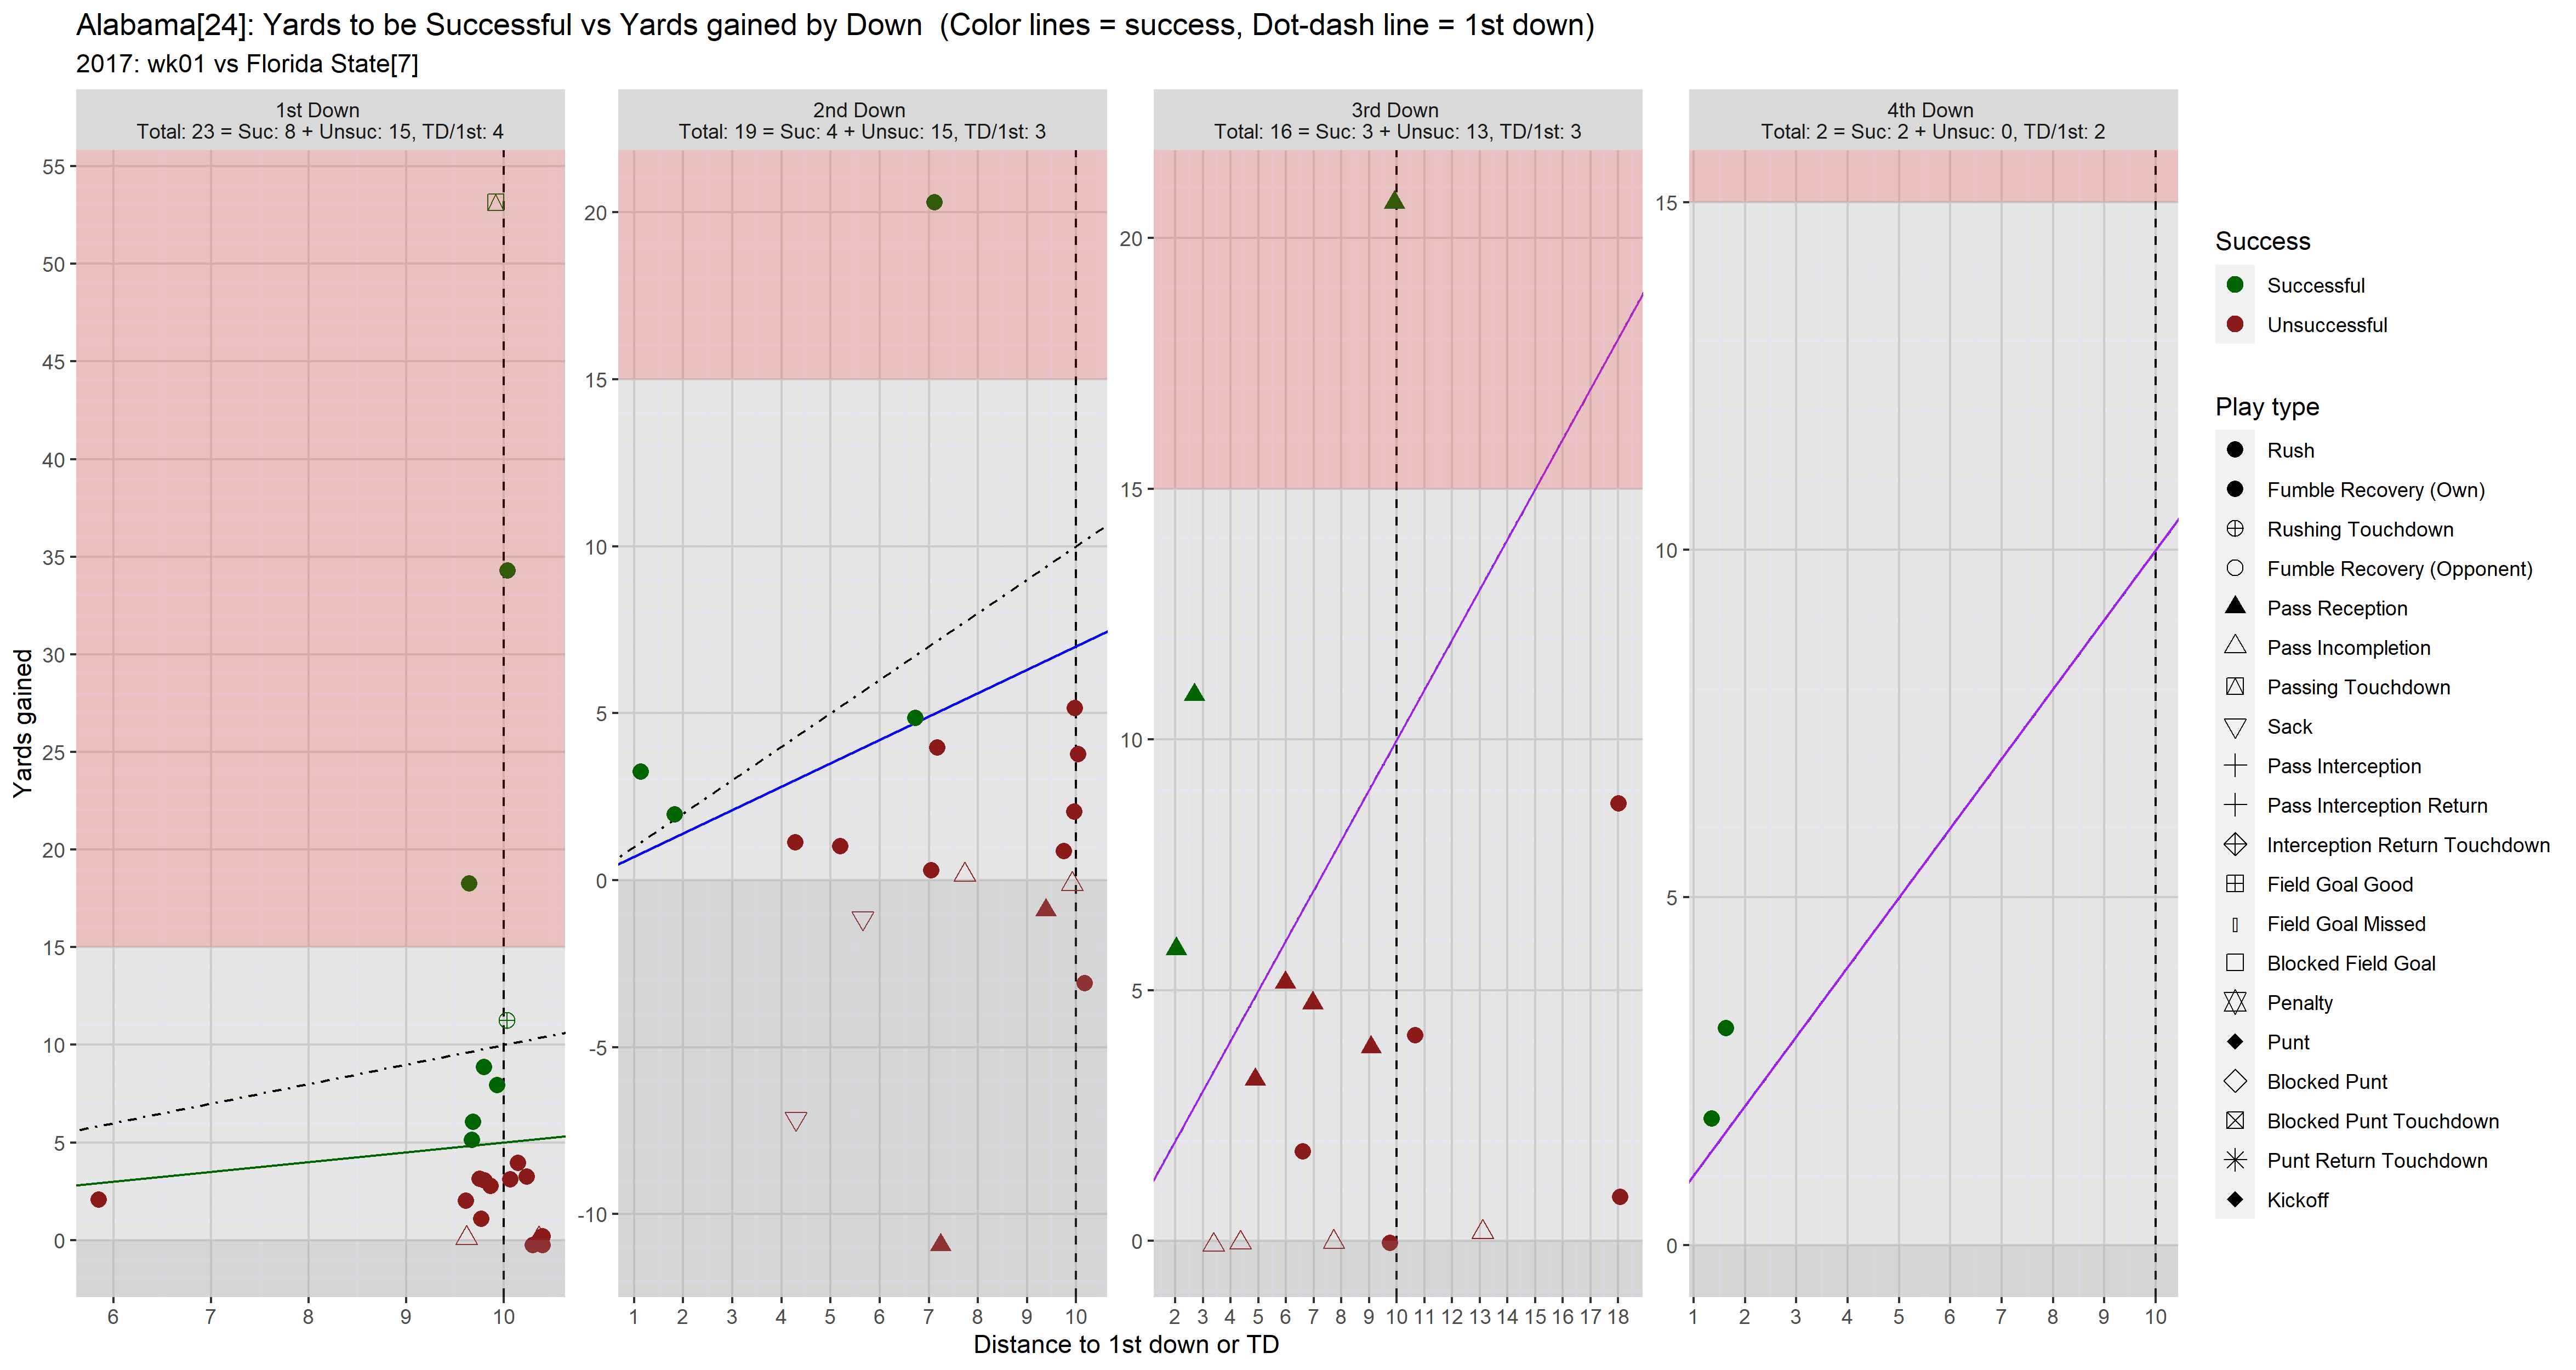 Alabama[24]: Yards to be Successful vs Yards gained by Down  (Color lines = success, Dot-dash line = 1st down)
2017: wk01 vs Florida State[7]
1st Down
Total: 23 = Suc: 8 + Unsuc: 15, TD/1st: 4
2nd Down
Total: 19 = Suc: 4 + Unsuc: 15, TD/1st: 3
3rd Down
Total: 16 = Suc: 3 + Unsuc: 13, TD/1st: 3
4th Down
Total: 2 = Suc: 2 + Unsuc: 0, TD/1st: 2
Yards gained
55
50
45
40
35
30
25
20
15
10
5
0
6 7 8 9 10
20
15
10
5
0
-5
-10
1 2 3 4 5 6 7 8 9 10
20
15
10
5
0
2 3 4 5 6 7 8 9 10 11 12 13 14 15 16 17 18
15
10
5
0
1 2 3 4 5 6 7 8 9 10
Distance to 1st down or TD
Success
Successful
Unsuccessful
Play type
Rush
Fumble Recovery (Own)
Rushing Touchdown
Fumble Recovery (Opponent)
Pass Reception
Pass Incompletion
Passing Touchdown
Sack
Pass Interception
Pass Interception Return
Interception Return Touchdown
Field Goal Good
Field Goal Missed
Blocked Field Goal
Penalty
Punt
Blocked Punt
Blocked Punt Touchdown
Punt Return Touchdown
Kickoff